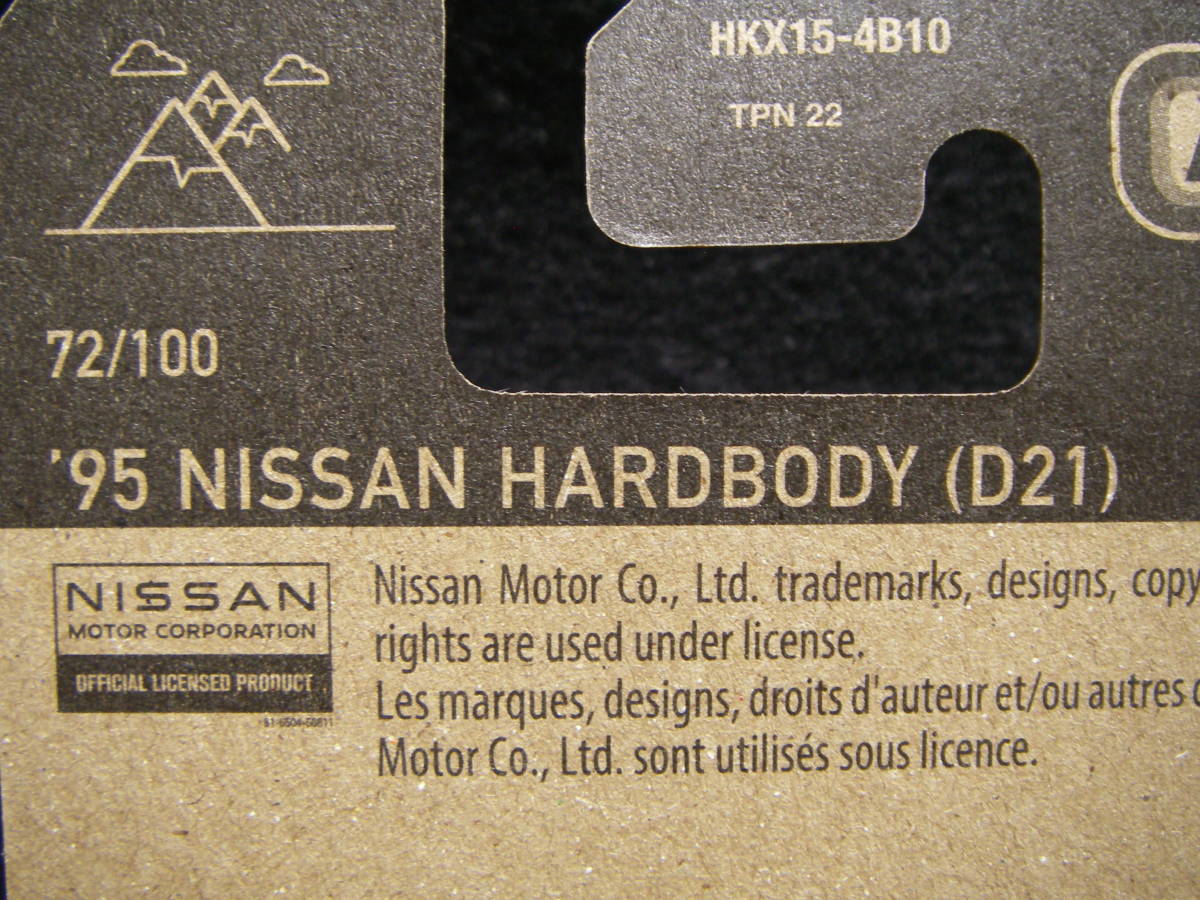 HKX15-4B10
TPN 22
72/100
'95 NISSAN HARDBODY (D21)
NISSAN
MOTOR CORPORATION
OFFICIAL LICENSED PRODUCT
Nissan Motor Co., Ltd. trademarks, designs, copy
rights are used under license.
Les marques, designs, droits d'auteur et/ou autres
Motor Co., Ltd. sont utilisés sous licence.